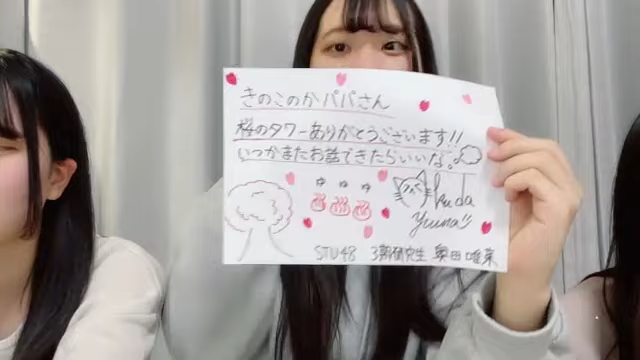 きのこのかパパさん
桜のタワーありがとうございます!!
いつかまたお話できたらいいな。
ゆ ゆ ゆ
kuda
Yuina
STU48 3期研究生 奥田唯菜